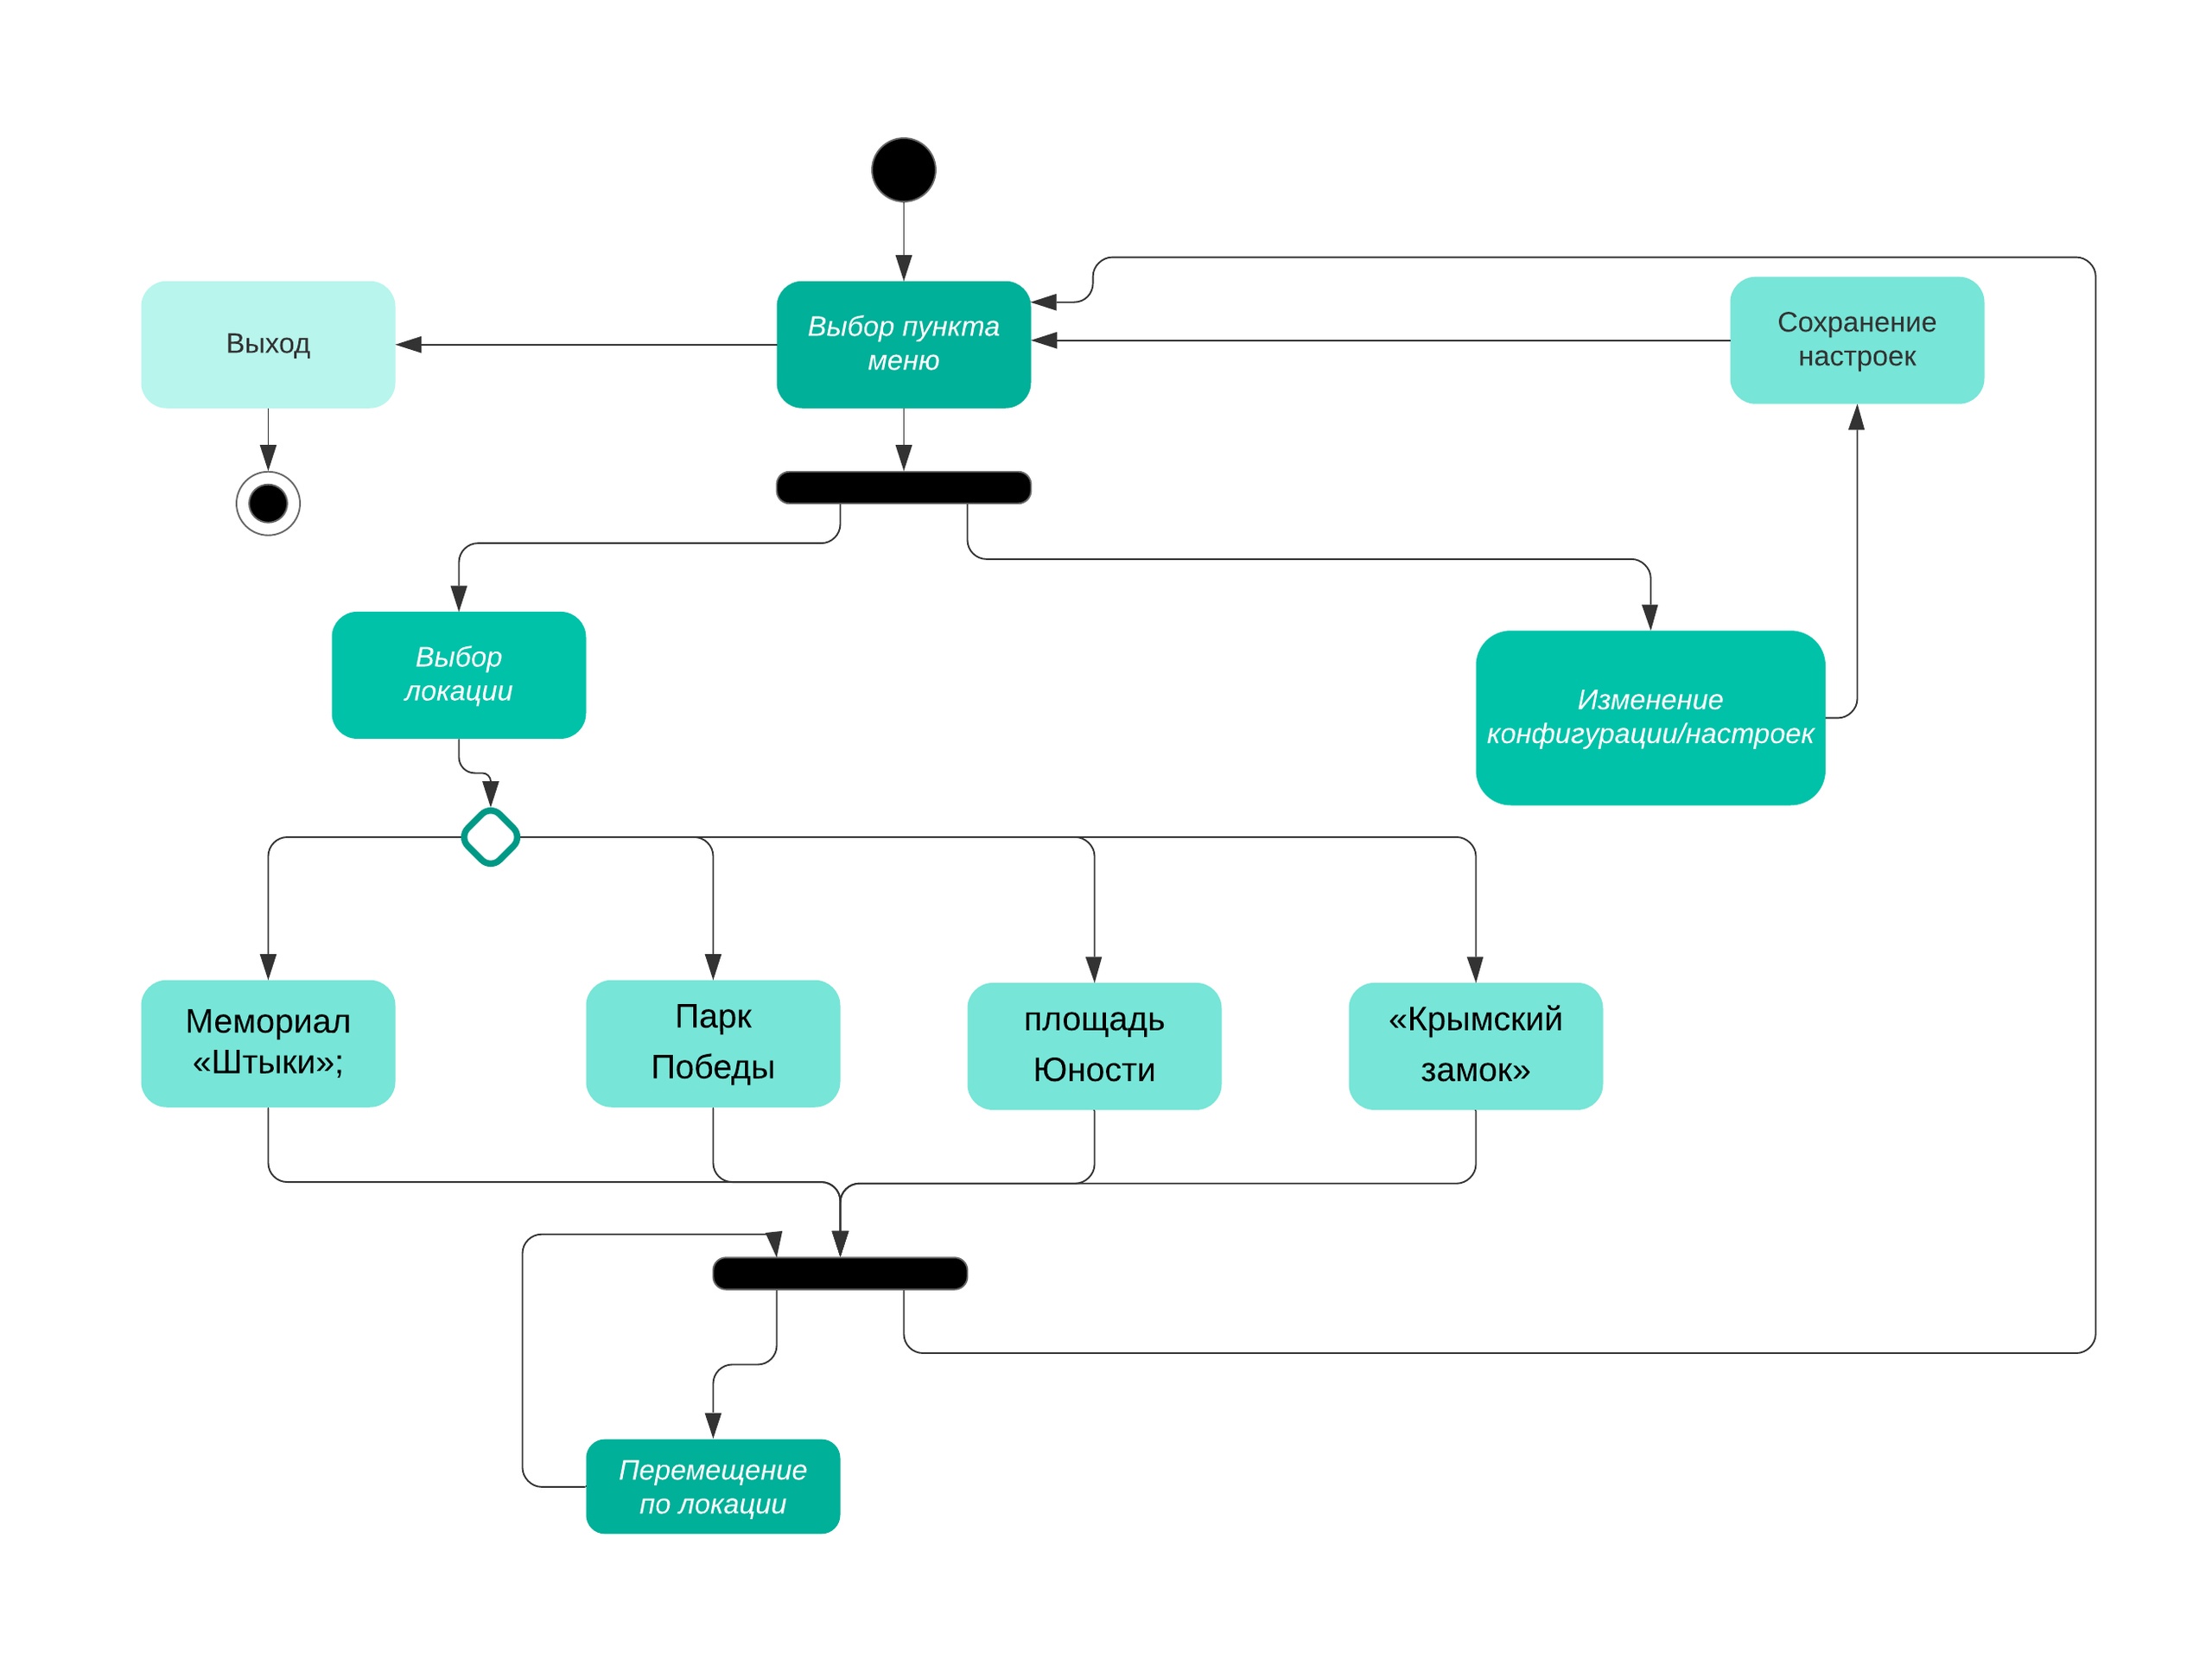 Выход
Выбор пункта
меню
Сохранение
настроек
Выбор
локации
Изменение
конфигурации/настроек
Мемориал
«Штыки»;
Парк
Победы
площадь
Юности
«Крымский
замок»
Перемещение
по локации